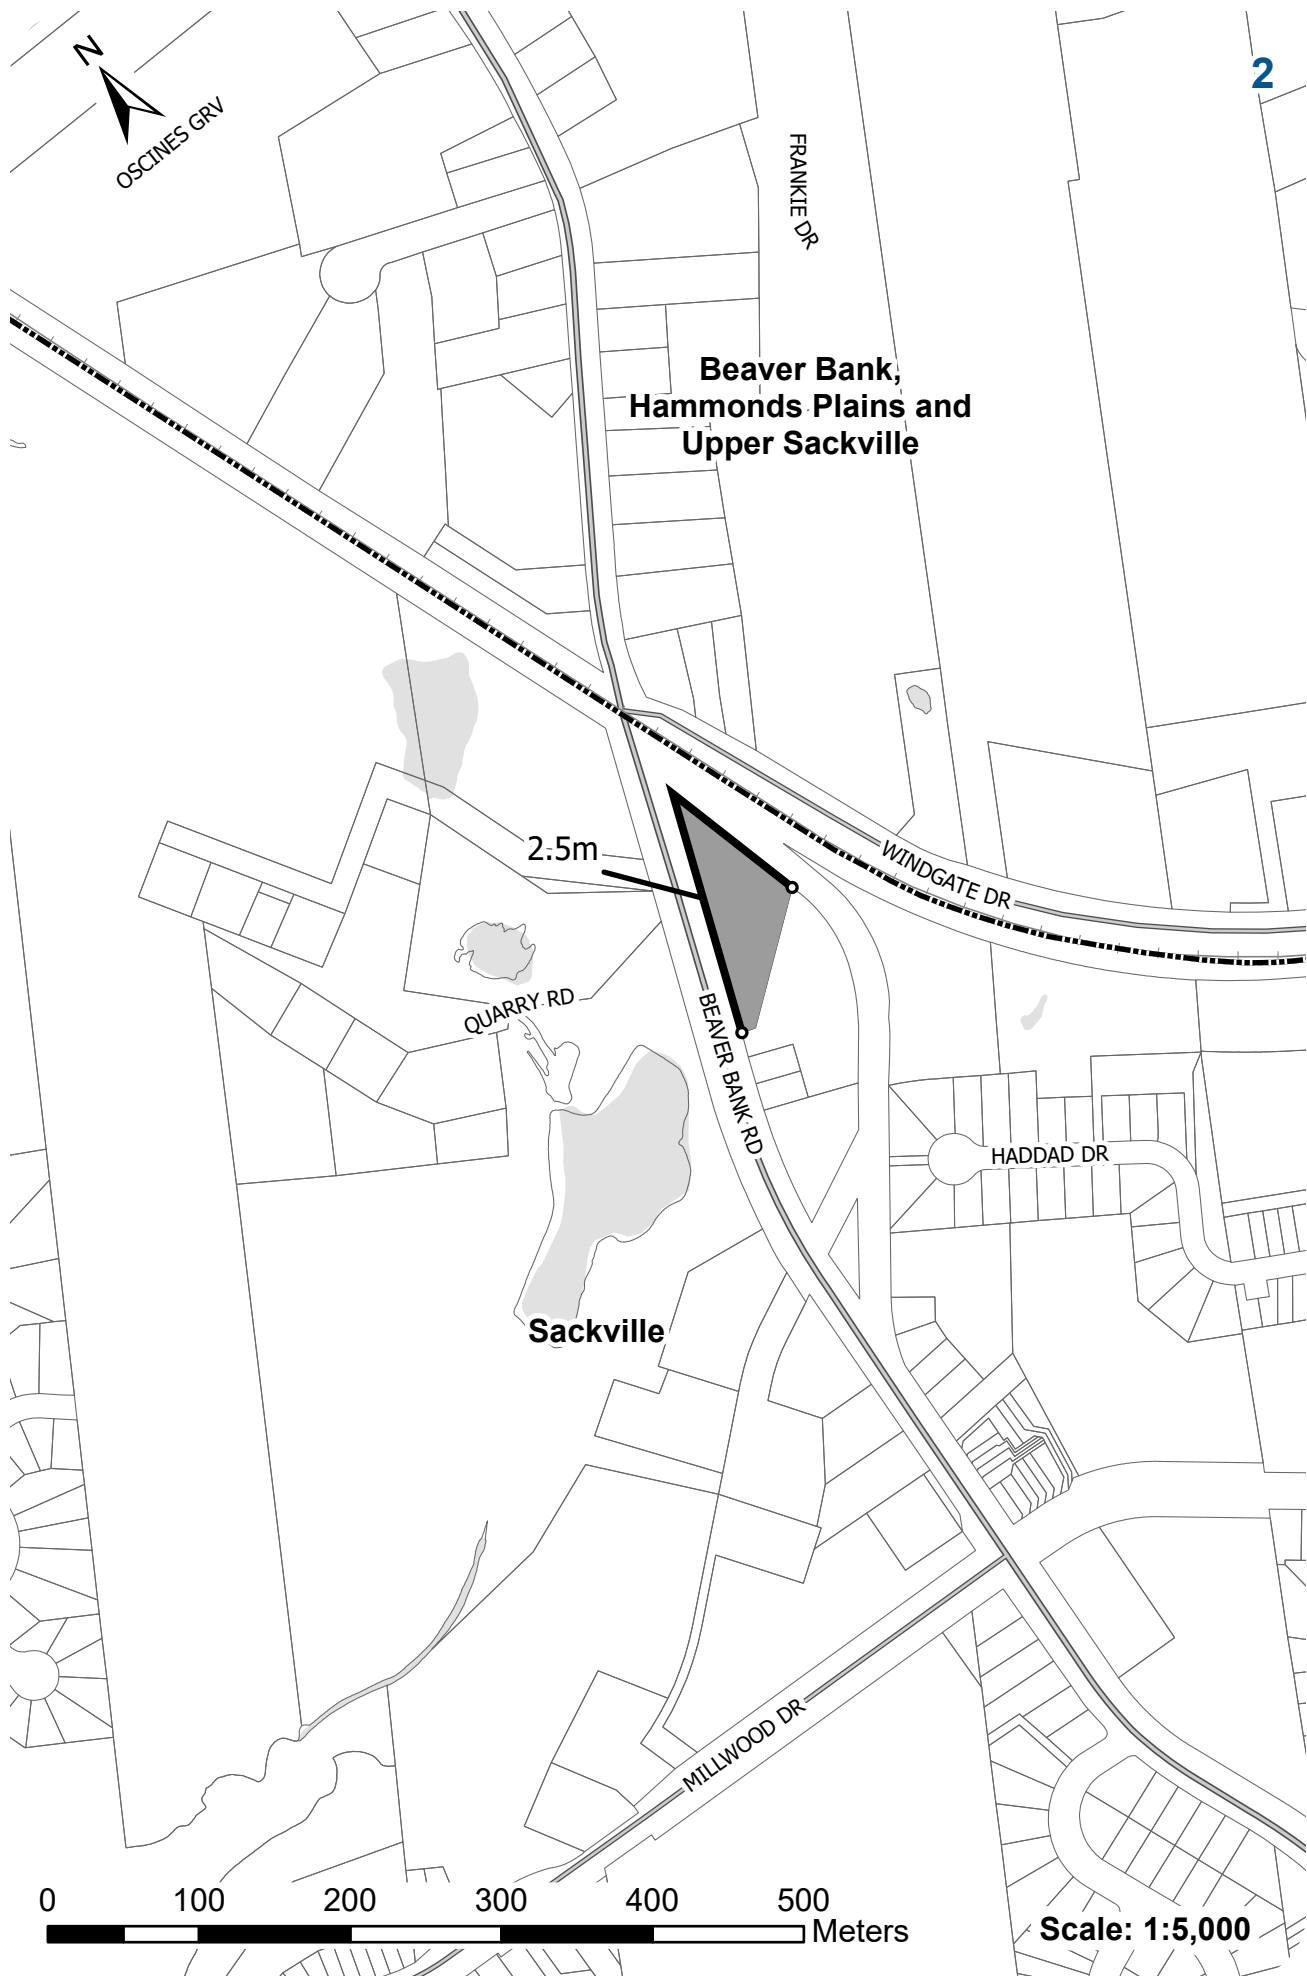 N
2
OSCINES GRV
FRANKIE DR
Beaver Bank,
Hammonds Plains and
Upper Sackville
2.5m
WINDGATE DR
QUARRY RD
BEAVER BANK RD
HADDAD DR
Sackville
MILLWOOD DR
0 100 200 300 400 500
Meters
Scale: 1:5,000